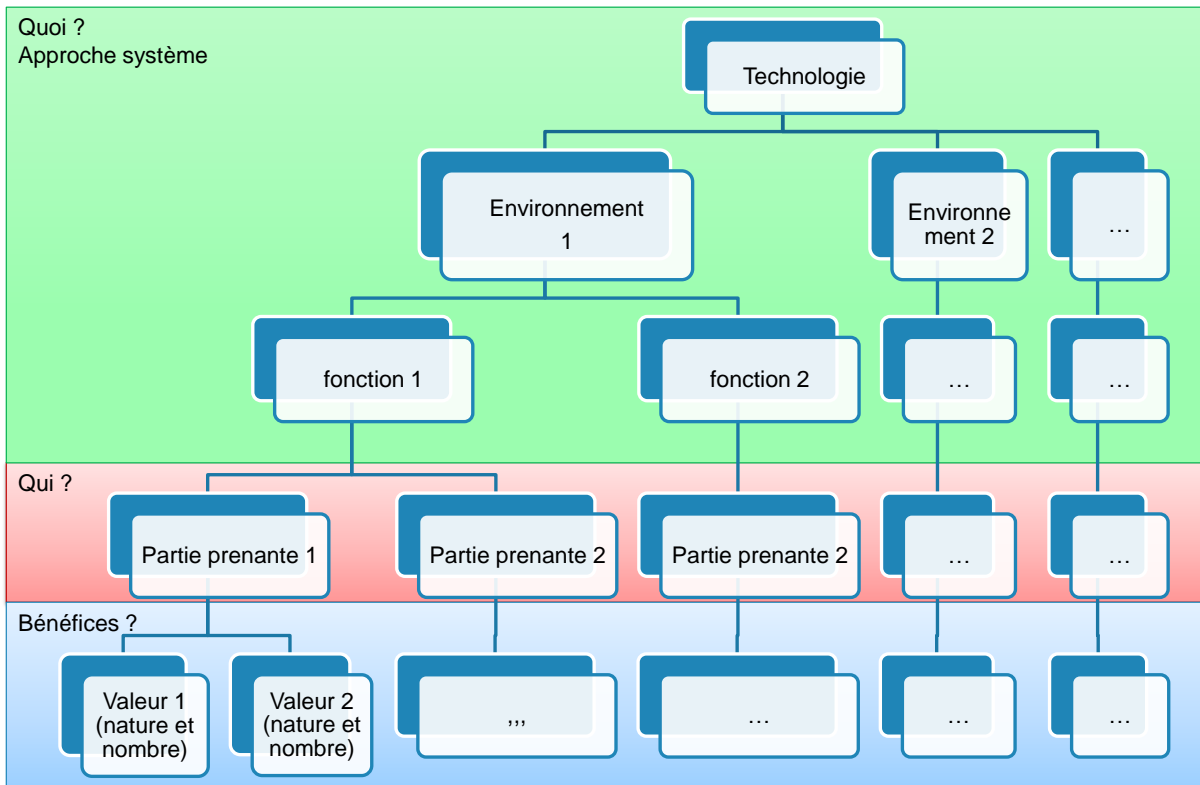 Quoi ?
Approche système
Technologie
Environnement
1
Environne
ment 2
…
fonction 1
fonction 2
…
…
Qui ?
Partie prenante 1
Partie prenante 2
Partie prenante 2
…
…
Bénéfices ?
Valeur 1
(nature et
nombre)
Valeur 2
(nature et
nombre)
,,,
…
…
…